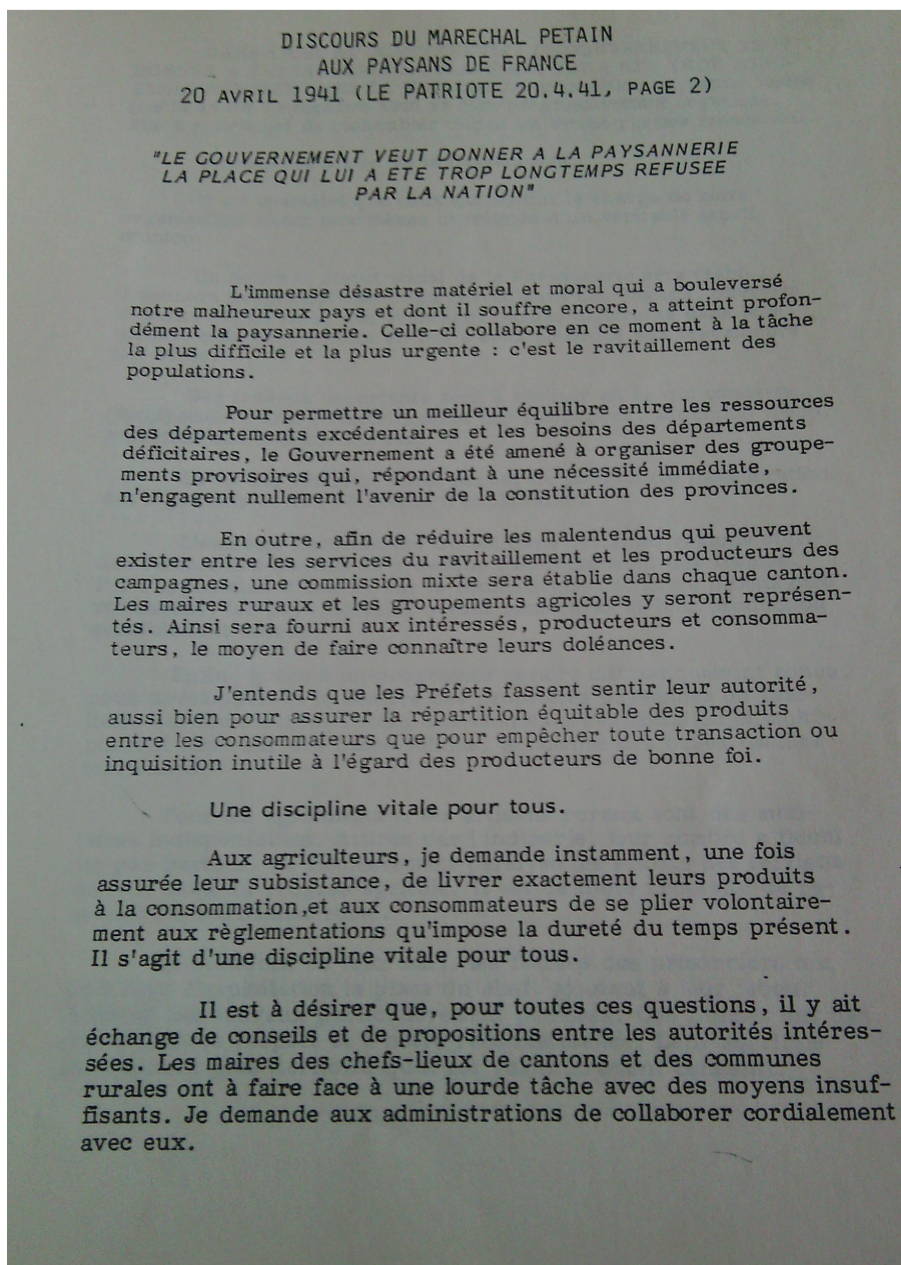 DISCOURS DU MARECHAL PETAIN
AUX PAYSANS DE FRANCE
20 AVRIL 1941 (LE PATRIOTE 20.4.41, PAGE 2)
"LE GOUVERNEMENT VEUT DONNER A LA PAYSANNERIE
LA PLACE QUI LUI A ETE TROP LONGTEMPS REFUSEE
PAR LA NATION"
L'immense désastre matériel et moral qui a bouleversé
notre malheureux pays et dont il souffre encore, a atteint profon-
dément la paysannerie. Celle-ci collabore en ce moment à la tâche
la plus difficile et la plus urgente : c'est le ravitaillement des
populations.
Pour permettre un meilleur équilibre entre les ressources
des départements excédentaires et les besoins des départements
déficitaires, le Gouvernement a été amené à organiser des groupe-
ments provisoires qui, répondant à une nécessité immédiate,
n'engagent nullement l'avenir de la constitution des provinces.
En outre, afin de réduire les malentendus qui peuvent
exister entre les services du ravitaillement et les producteurs des
campagnes, une commission mixte sera établie dans chaque canton.
Les maires ruraux et les groupements agricoles y seront représen-
tés. Ainsi sera fourni aux intéressés, producteurs et consomma-
teurs, le moyen de faire connaître leurs doléances.
J'entends que les Préfets fassent sentir leur autorité,
aussi bien pour assurer la répartition équitable des produits
entre les consommateurs que pour empêcher toute transaction ou
inquisition inutile à l'égard des producteurs de bonne foi.
Une discipline vitale pour tous.
Aux agriculteurs, je demande instamment, une fois
assurée leur subsistance, de livrer exactement leurs produits
à la consommation,et aux consommateurs de se plier volontaire-
ment aux règlementations qu'impose la dureté du temps présent.
Il s'agit d'une discipline vitale pour tous.
Il est à désirer que, pour toutes ces questions, il y ait
échange de conseils et de propositions entre les autorités intéres-
sées. Les maires des chefs-lieux de cantons et des communes
rurales ont à faire face à une lourde tâche avec des moyens insuf-
fisants. Je demande aux administrations de collaborer cordialement
avec eux.